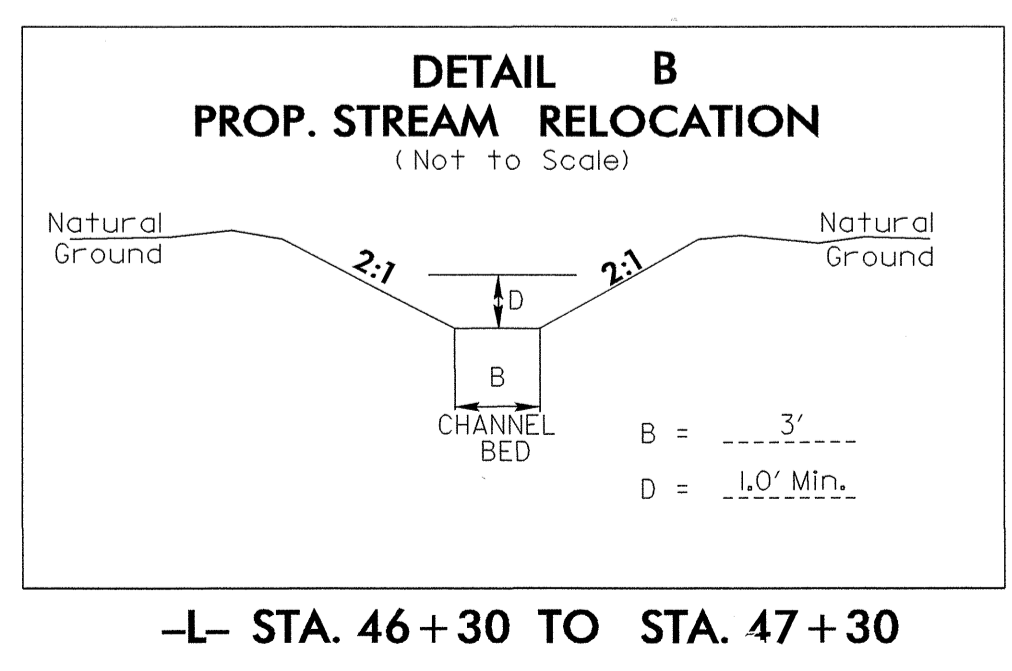 DETAIL B
PROP. STREAM RELOCATION
(Not to Scale)
Natural
Ground
2:1
D
2:1
Natural
Ground
B
CHANNEL
BED
B = 3'
D = 1.0' Min.
–L– STA. 46+30 TO STA. 47+30